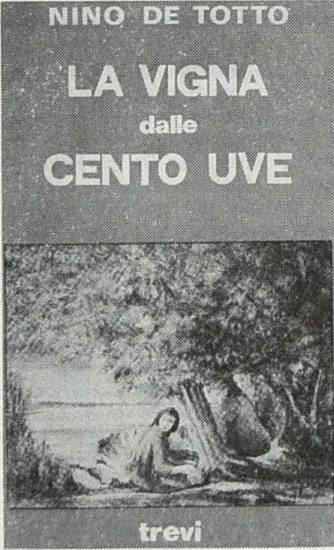 NINO DE TOTTO
LA VIGNA
dalle
CENTO UVE
trevi